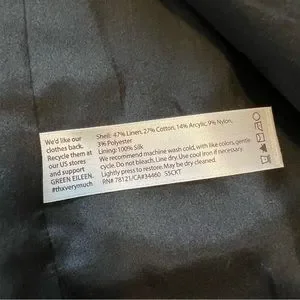 We'd like our
clothes back.
Recycle them at
our US stores
and support
GREEN EILEEN.
#thxverymuch
Shell: 47% Linen, 27% Cotton, 14% Arcylic, 9% Nylon,
3% Polyester
Lining: 100% Silk
We recommend machine wash cold, with like colors, gentle
cycle. Do not bleach. Line dry. Use cool iron if necessary.
Lightly press to restore. May be dry cleaned.
RN# 78121/CA#34460 S5CKT